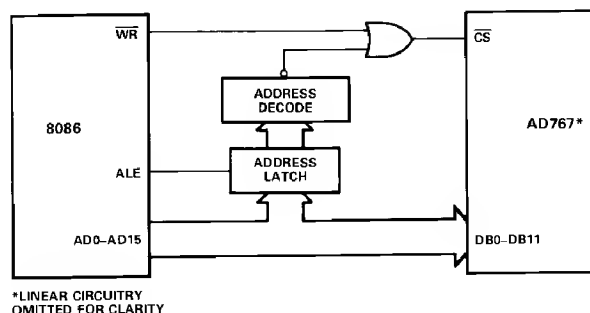 WR
CS
ADDRESS
DECODE
8086
AD767*
ADDRESS
LATCH
ALE
AD0–AD15
DB0–DB11
*LINEAR CIRCUITRY
OMITTED FOR CLARITY